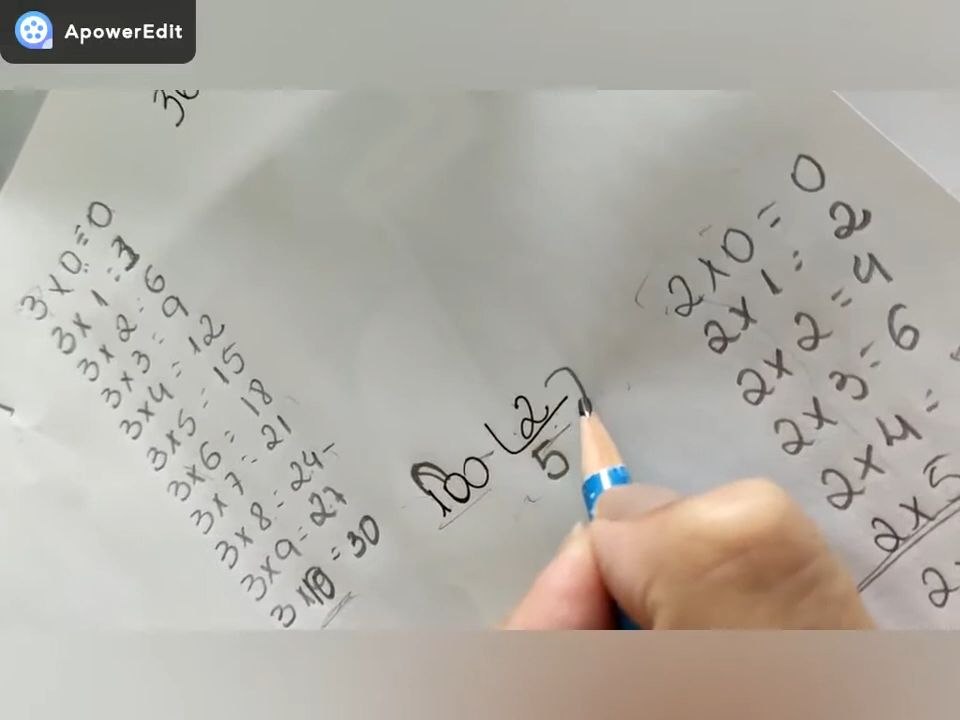 ApowerEdit
3x0=0
3x1=3
3x2=6
3x3=9
3x4=12
3x5=15
3x6=18
3x7=21
3x8=24
3x9=27
3x10=30
2
5
2x0=0
2x1=2
2x2=4
2x3=6
2x4=
2x5
2x